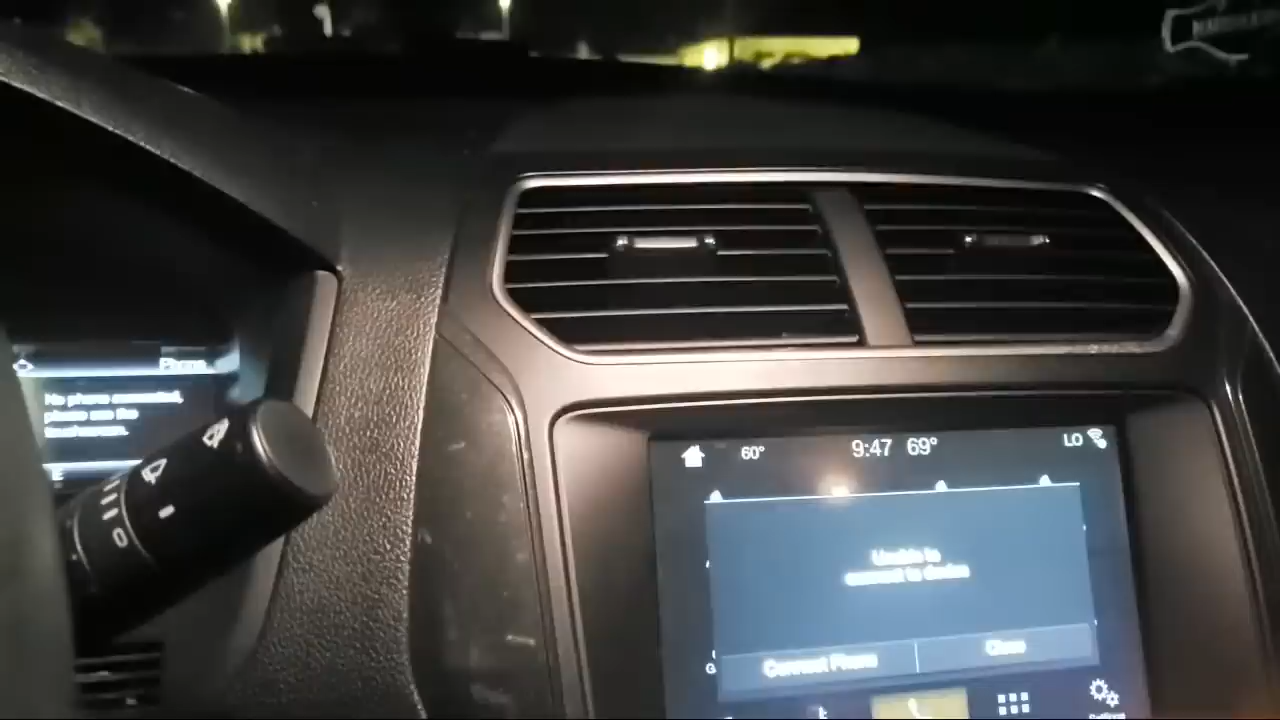 Phone
No phone connected,
please use the
touchscreen.
60°
9:47 69°
LO
Unable to
connect to device
Connect Phone
Close